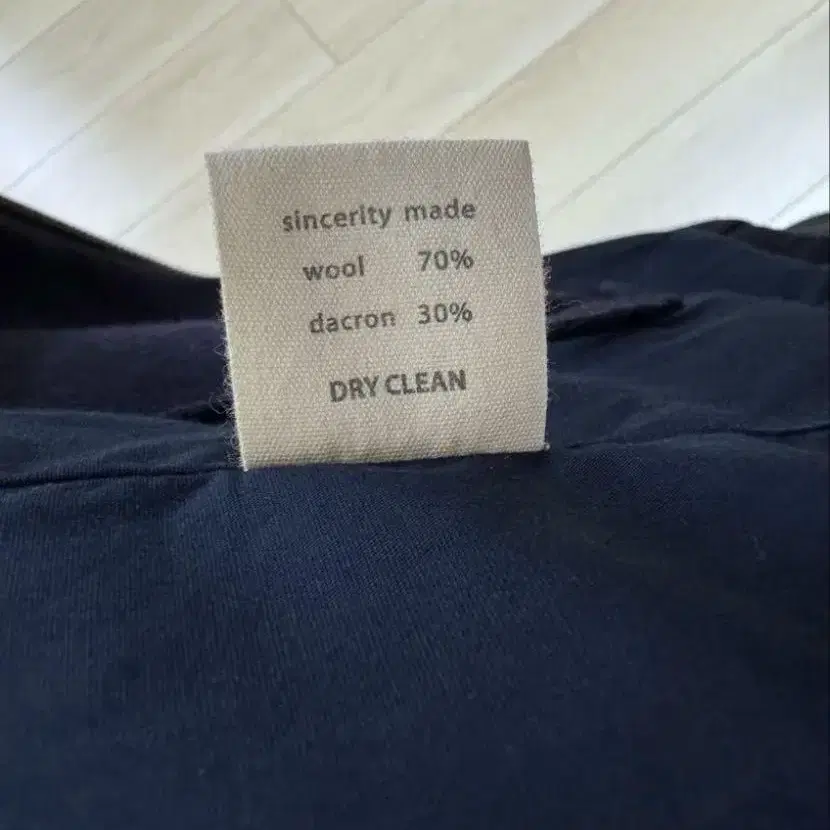 sincerity made
wool 70%
dacron 30%
DRY CLEAN